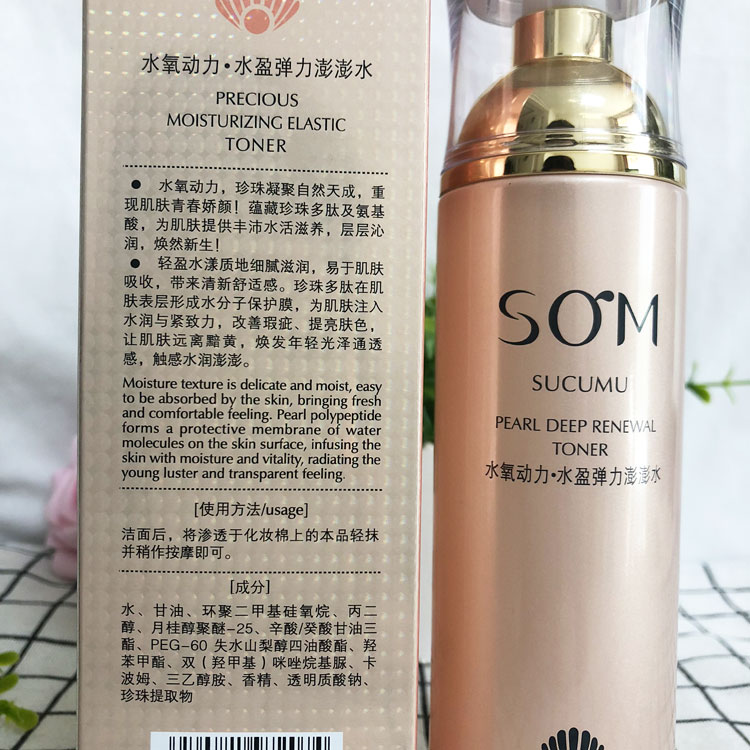 水氧动力·水盈弹力澎澎水
PRECIOUS
MOISTURIZING ELASTIC
TONER
● 水氧动力，珍珠凝聚自然天成，重
现肌肤青春娇颜！蕴藏珍珠多肽及氨基
酸，为肌肤提供丰沛水活滋养，层层沁
润，焕然新生！
● 轻盈水漾质地细腻滋润，易于肌肤
吸收，带来清新舒适感。珍珠多肽在肌
肤表层形成水分子保护膜，为肌肤注入
水润与紧致力，改善瑕疵、提亮肤色，
让肌肤远离黯黄，焕发年轻光泽通透
感，触感水润澎澎。
Moisture texture is delicate and moist, easy
to be absorbed by the skin, bringing fresh
and comfortable feeling. Pearl polypeptide
forms a protective membrane of water
molecules on the skin surface, infusing the
skin with moisture and vitality, radiating the
young luster and transparent feeling.
[使用方法/usage]
洁面后，将渗透于化妆棉上的本品轻抹
并稍作按摩即可。
[成分]
水、甘油、环聚二甲基硅氧烷、丙二
醇、月桂醇聚醚-25、辛酸/癸酸甘油三
酯、PEG-60 失水山梨醇四油酸酯、羟
苯甲酯、双（羟甲基）咪唑烷基脲、卡
波姆、三乙醇胺、香精、透明质酸钠、
珍珠提取物
SOM
SUCUMU
PEARL DEEP RENEWAL
TONER
水氧动力·水盈弹力澎澎水